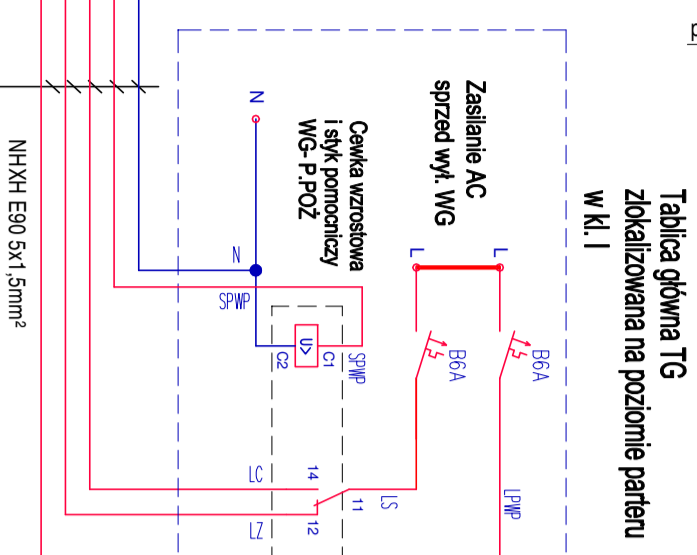 Tablica główna TG
zlokalizowana na poziomie parteru
w kl. I
Zasilanie AC
sprzed wył. WG
Cewka wzrostowa
i styk pomocniczy
WG- P.POŻ
N
N
SPWP
SPWP
U>
C1
C2
L
L
B6A
B6A
LPWP
LS
11
14
12
LC
LZ
NHXH E90 5x1,5mm²